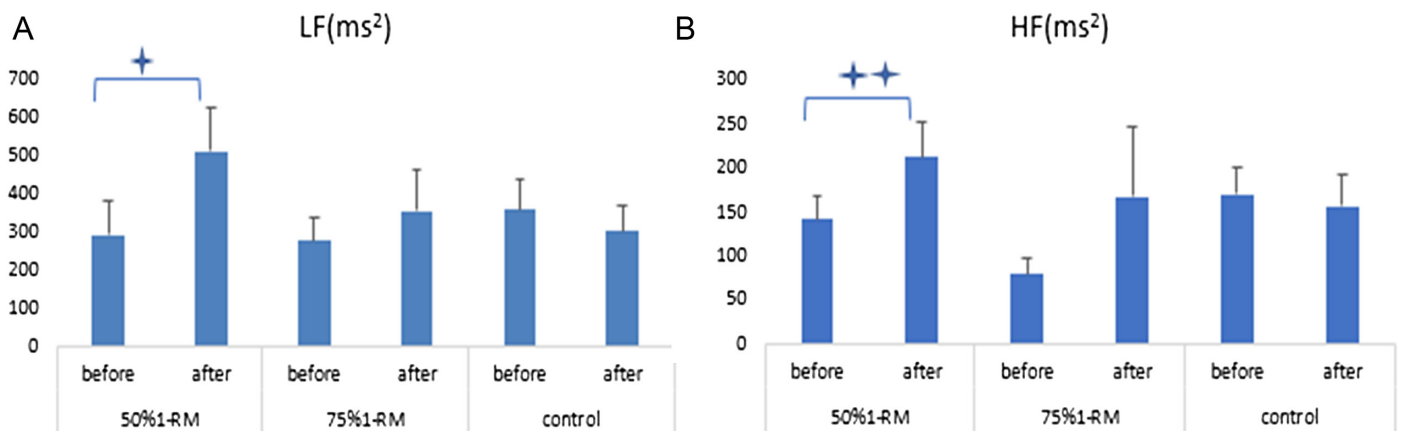 A
LF(ms²)
700
600
500
400
300
200
100
0
before after before after before after
50%1-RM 75%1-RM control
B
HF(ms²)
300
250
200
150
100
50
0
before after before after before after
50%1-RM 75%1-RM control